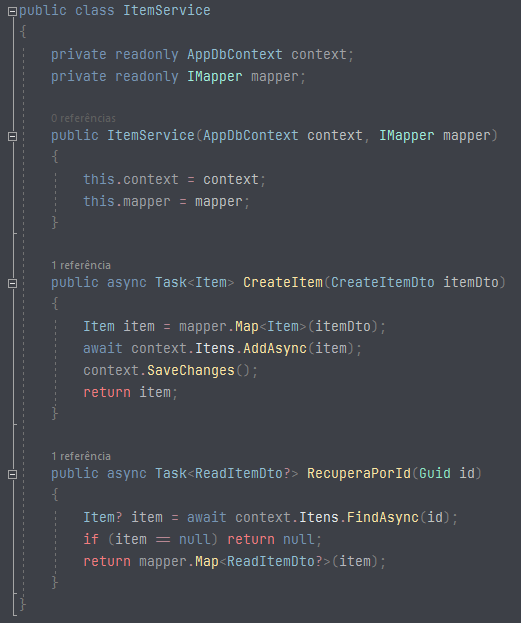 public class ItemService
{
private readonly AppDbContext context;
private readonly IMapper mapper;
0 referências
public ItemService(AppDbContext context, IMapper mapper)
{
this.context = context;
this.mapper = mapper;
}
1 referência
public async Task<Item> CreateItem(CreateItemDto itemDto)
{
Item item = mapper.Map<Item>(itemDto);
await context.Itens.AddAsync(item);
context.SaveChanges();
return item;
}
1 referência
public async Task<ReadItemDto?> RecuperaPorId(Guid id)
{
Item? item = await context.Itens.FindAsync(id);
if (item == null) return null;
return mapper.Map<ReadItemDto?>(item);
}
}